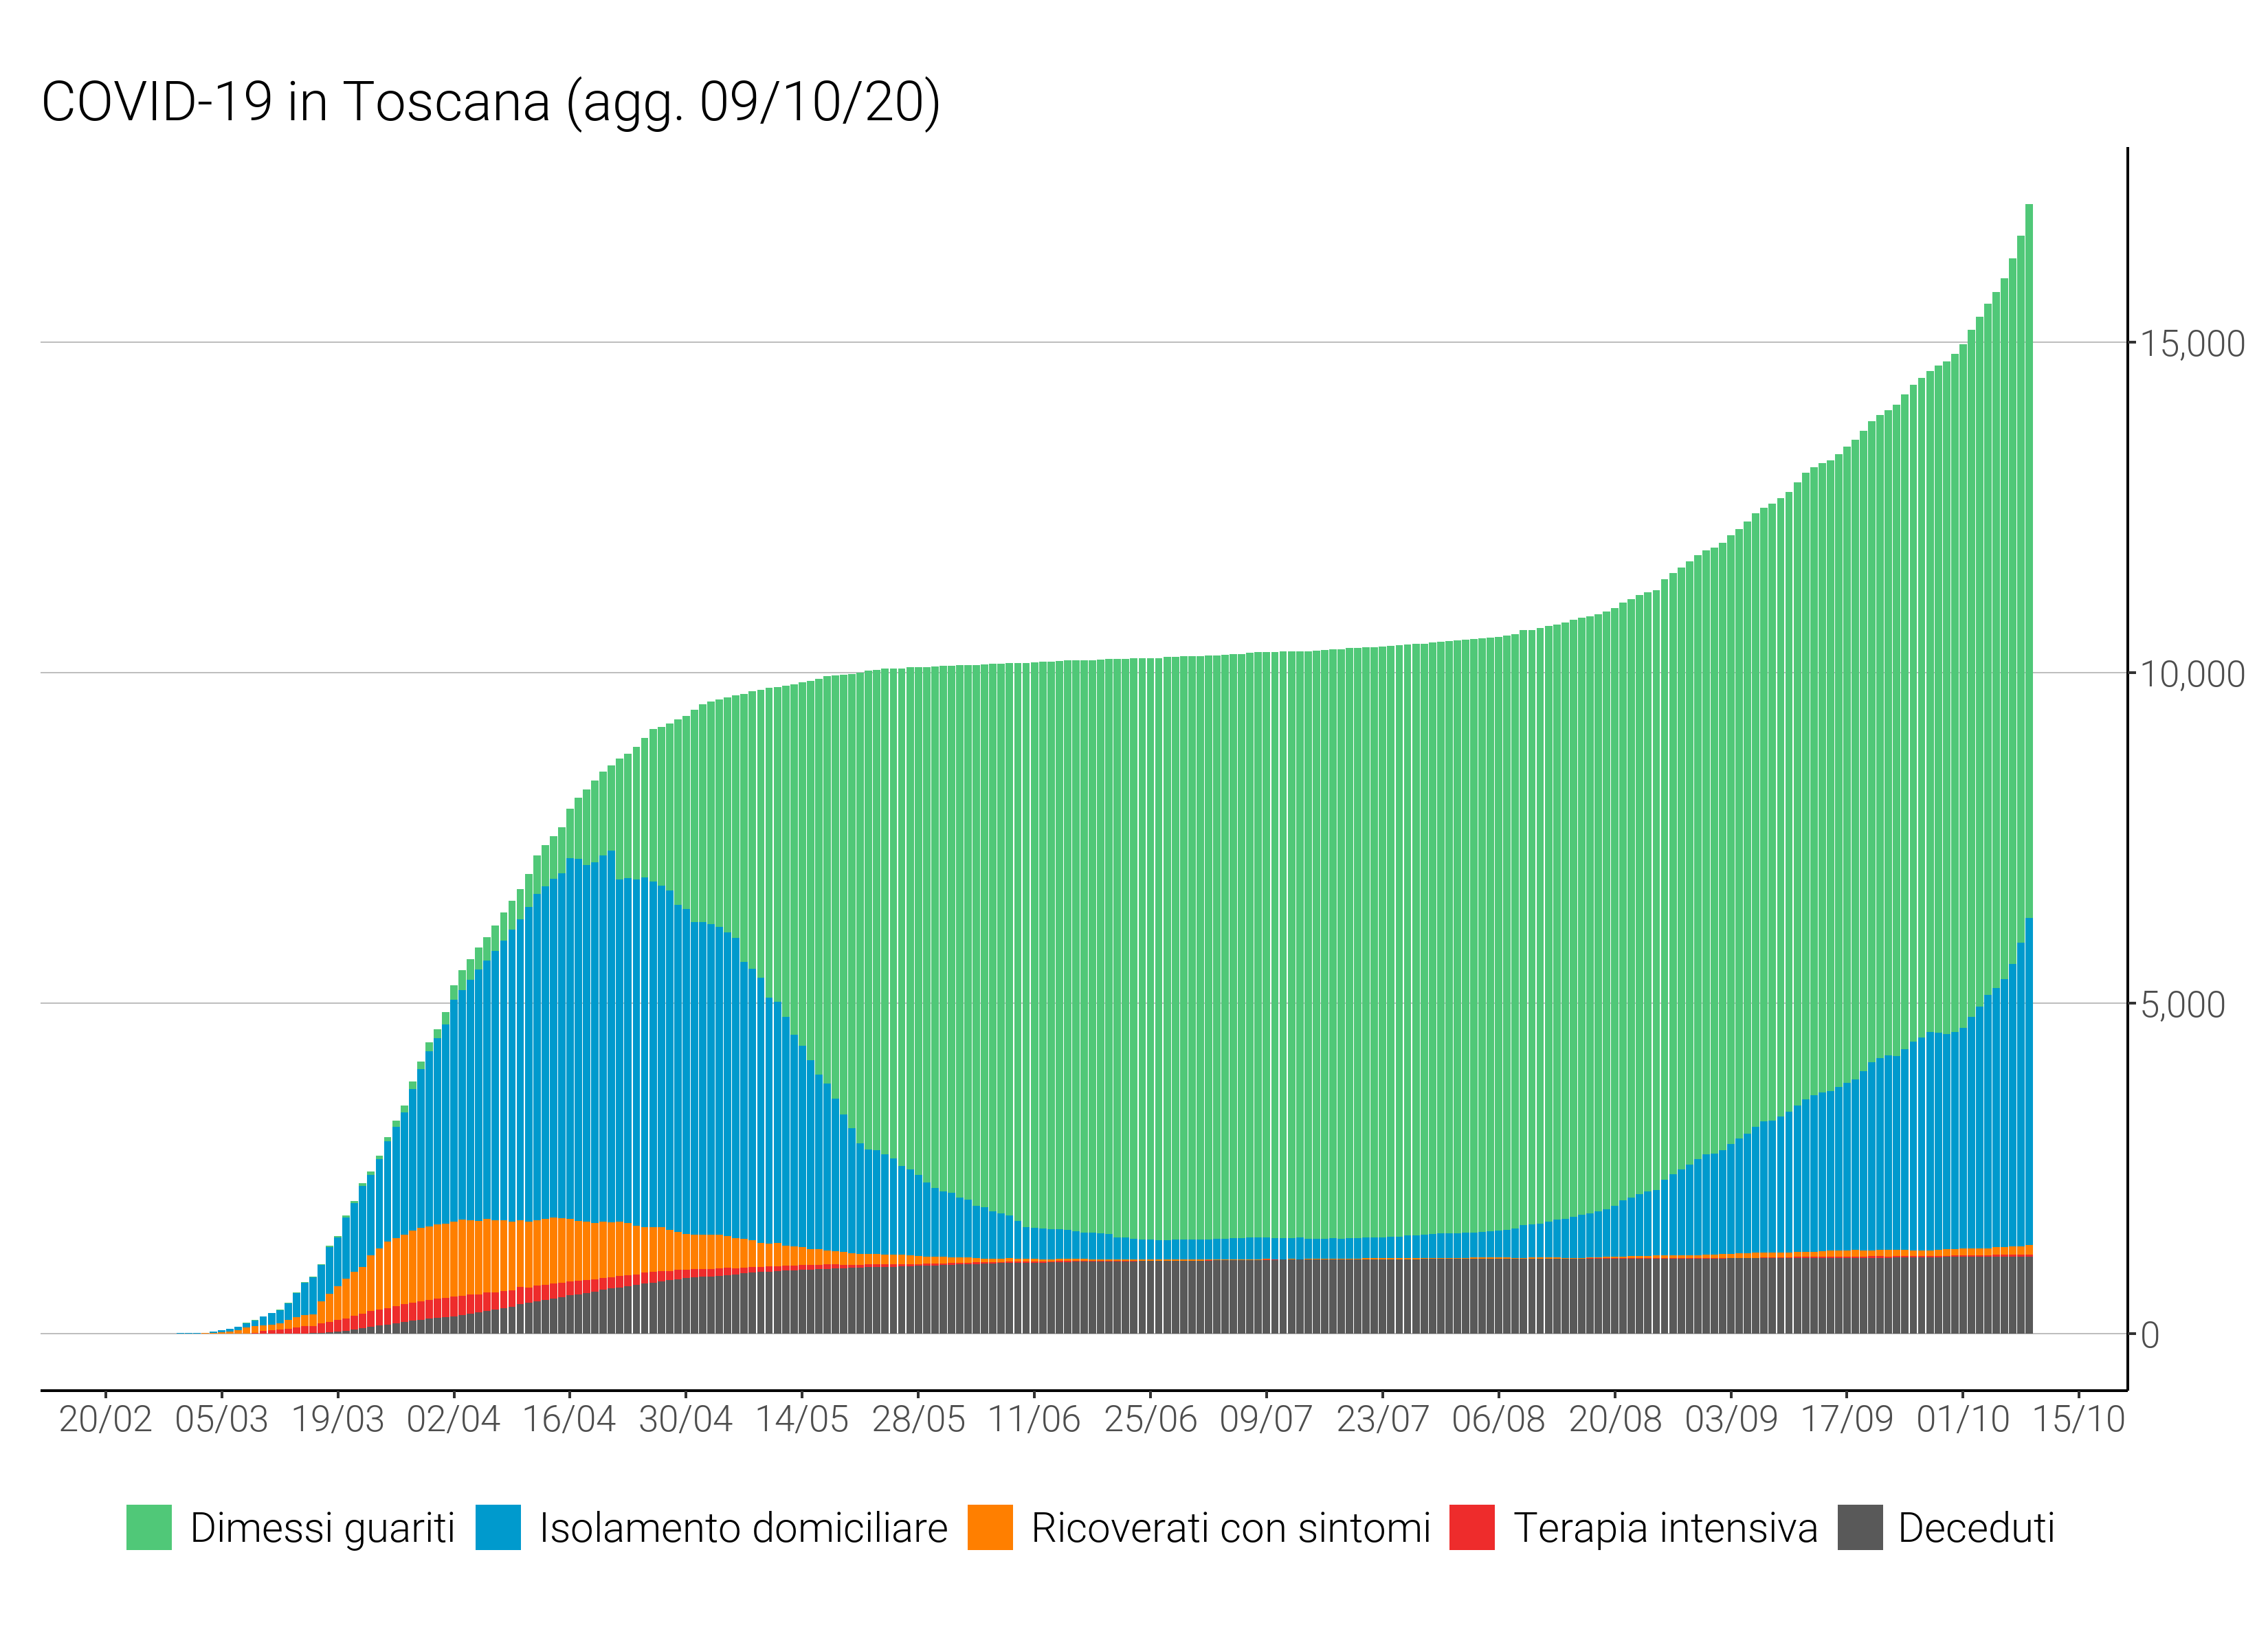 COVID-19 in Toscana (agg. 09/10/20)
15,000
10,000
5,000
0
20/02 05/03 19/03 02/04 16/04 30/04 14/05 28/05 11/06 25/06 09/07 23/07 06/08 20/08 03/09 17/09 01/10 15/10
Dimessi guariti Isolamento domiciliare Ricoverati con sintomi Terapia intensiva Deceduti